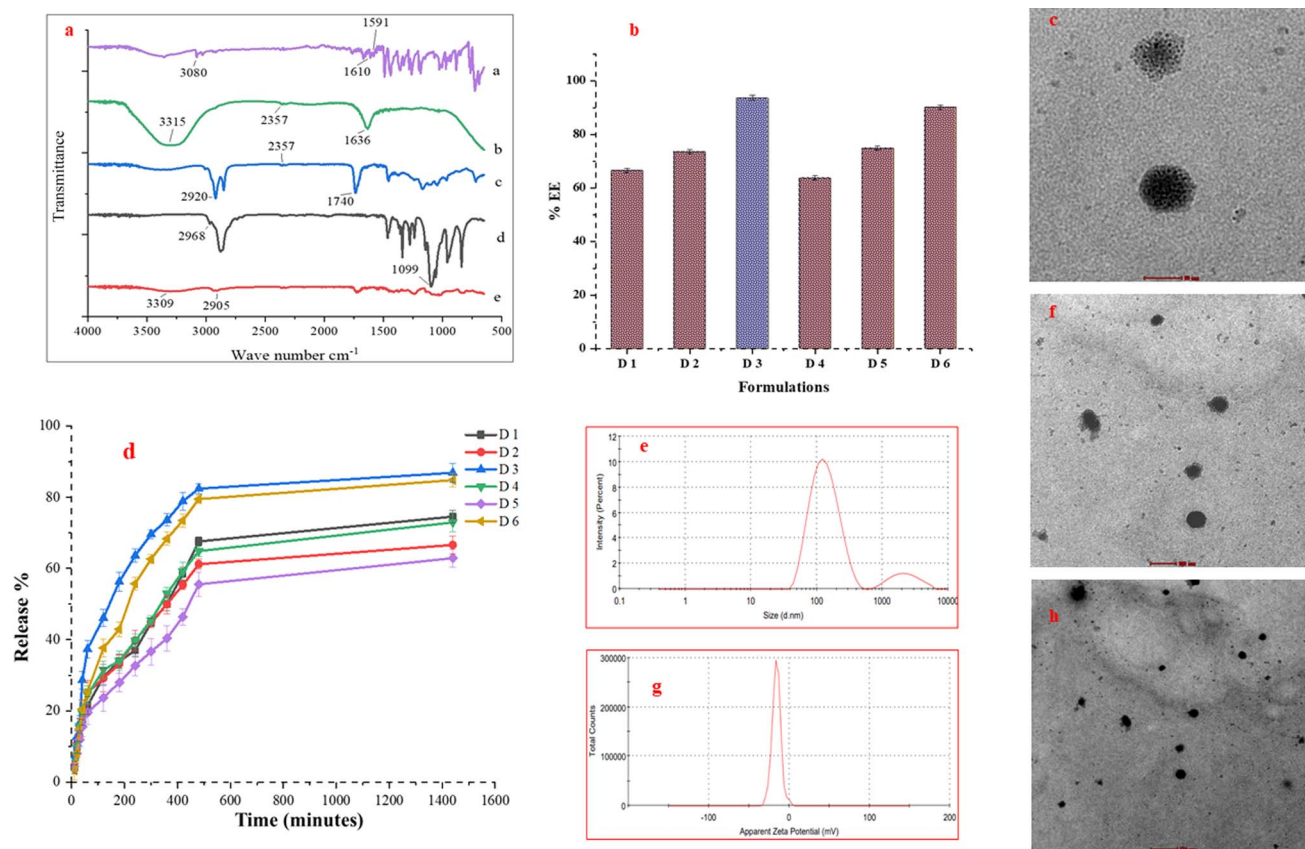 a
3080
1591
1610
a
3315
2357
1636
b
2920
2357
1740
c
2968
1099
d
3309
2905
e
Transmittance
4000 3500 3000 2500 2000 1500 1000 500
Wave number cm⁻¹
b
100
80
60
40
20
0
% EE
D 1 D 2 D 3 D 4 D 5 D 6
Formulations
c
d
100
80
60
40
20
0
Release %
D 1
D 2
D 3
D 4
D 5
D 6
0 200 400 600 800 1000 1200 1400 1600
Time (minutes)
e
12
10
8
6
4
2
0
Intensity (Percent)
0.1 1 10 100 1000 10000
Size (d.nm)
f
g
300000
200000
100000
0
Total Counts
-100 0 100 200
Apparent Zeta Potential (mV)
h